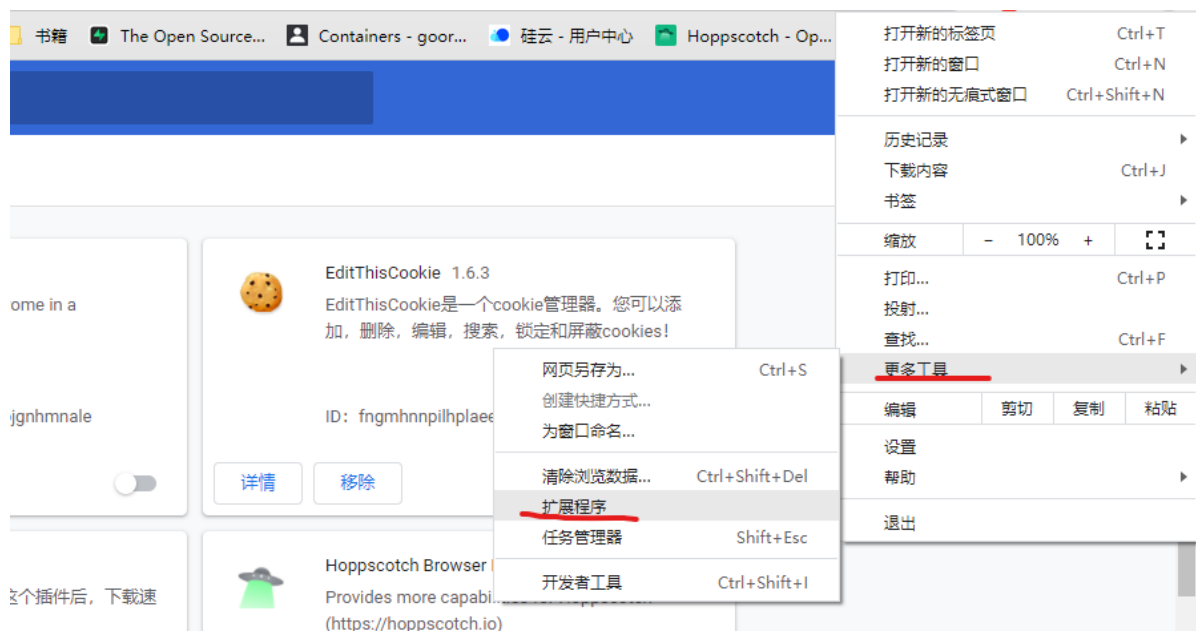 书籍
The Open Source...
Containers - goor...
硅云 - 用户中心
Hoppscotch - Op...
打开新的标签页 Ctrl+T
打开新的窗口 Ctrl+N
打开新的无痕式窗口 Ctrl+Shift+N
历史记录
下载内容 Ctrl+J
书签
缩放 - 100% +
打印... Ctrl+P
投射... 
查找... Ctrl+F
更多工具
编辑 剪切 复制 粘贴
设置
帮助
退出
ome in a
jgnhmnale
EditThisCookie 1.6.3
EditThisCookie是一个cookie管理器。您可以添
加，删除，编辑，搜索，锁定和屏蔽cookies!
ID：fngmhnnpilhplaee
详情 移除
网页另存为... Ctrl+S
创建快捷方式...
为窗口命名...
清除浏览数据... Ctrl+Shift+Del
扩展程序
任务管理器 Shift+Esc
开发者工具 Ctrl+Shift+I
这个插件后，下载速
Hoppscotch Browser
Provides more capabi
(https://hoppscotch.io)